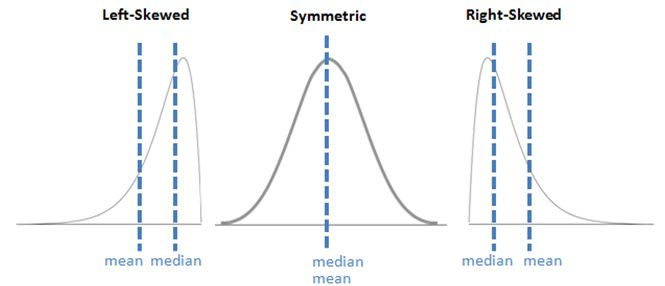 Left-Skewed
Symmetric
Right-Skewed
mean median
median
mean
median mean